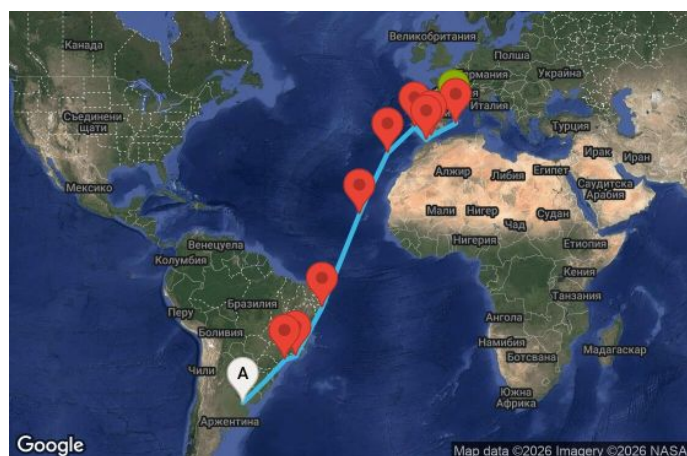 Канада
Великобритания
Полша
Германия
Украйна
Италия
Съединени
щати
Турция
Ирак
Иран
Алжир
Либия
Египет
Саудитска
Арабия
Мексико
Мали
Нигер
Чад
Судан
Венецуела
Нигерия
Етиопия
Колумбия
Кения
Бразилия
Танзания
Перу
Ангола
Боливия
Намибия
Мадагаскар
Ботсвана
Чили
A
Южна
Африка
Аржентина
Google
Map data ©2026 Imagery ©2026 NASA